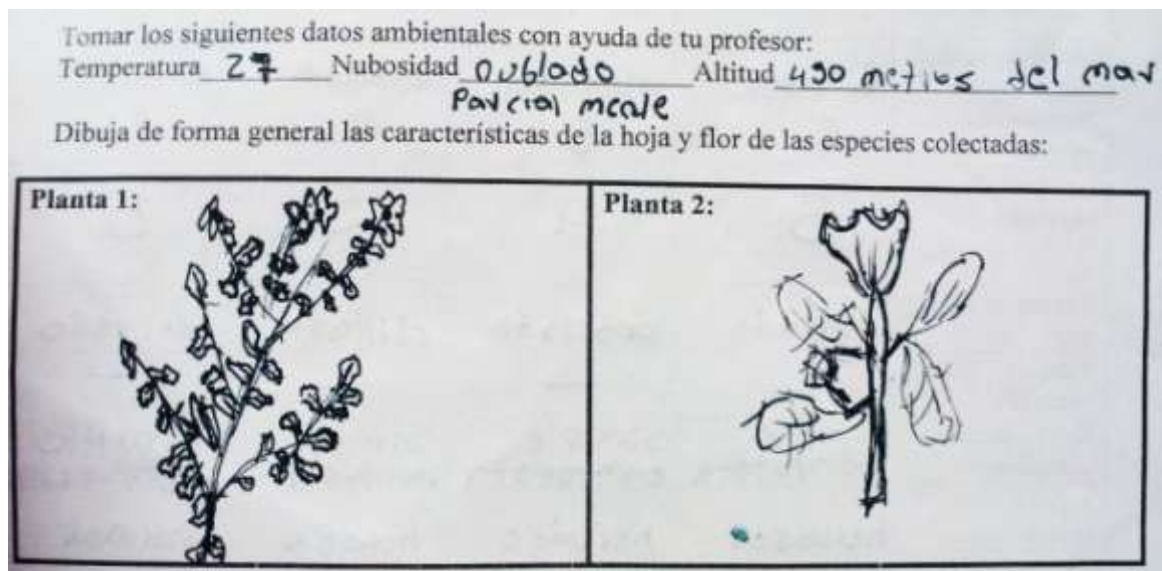 Tomar los siguientes datos ambientales con ayuda de tu profesor:
Temperatura 27 Nubosidad nublado Altitud 490 metros del mar
Parcial mente
Dibuja de forma general las características de la hoja y flor de las especies colectadas:
Planta 1: Planta 2: